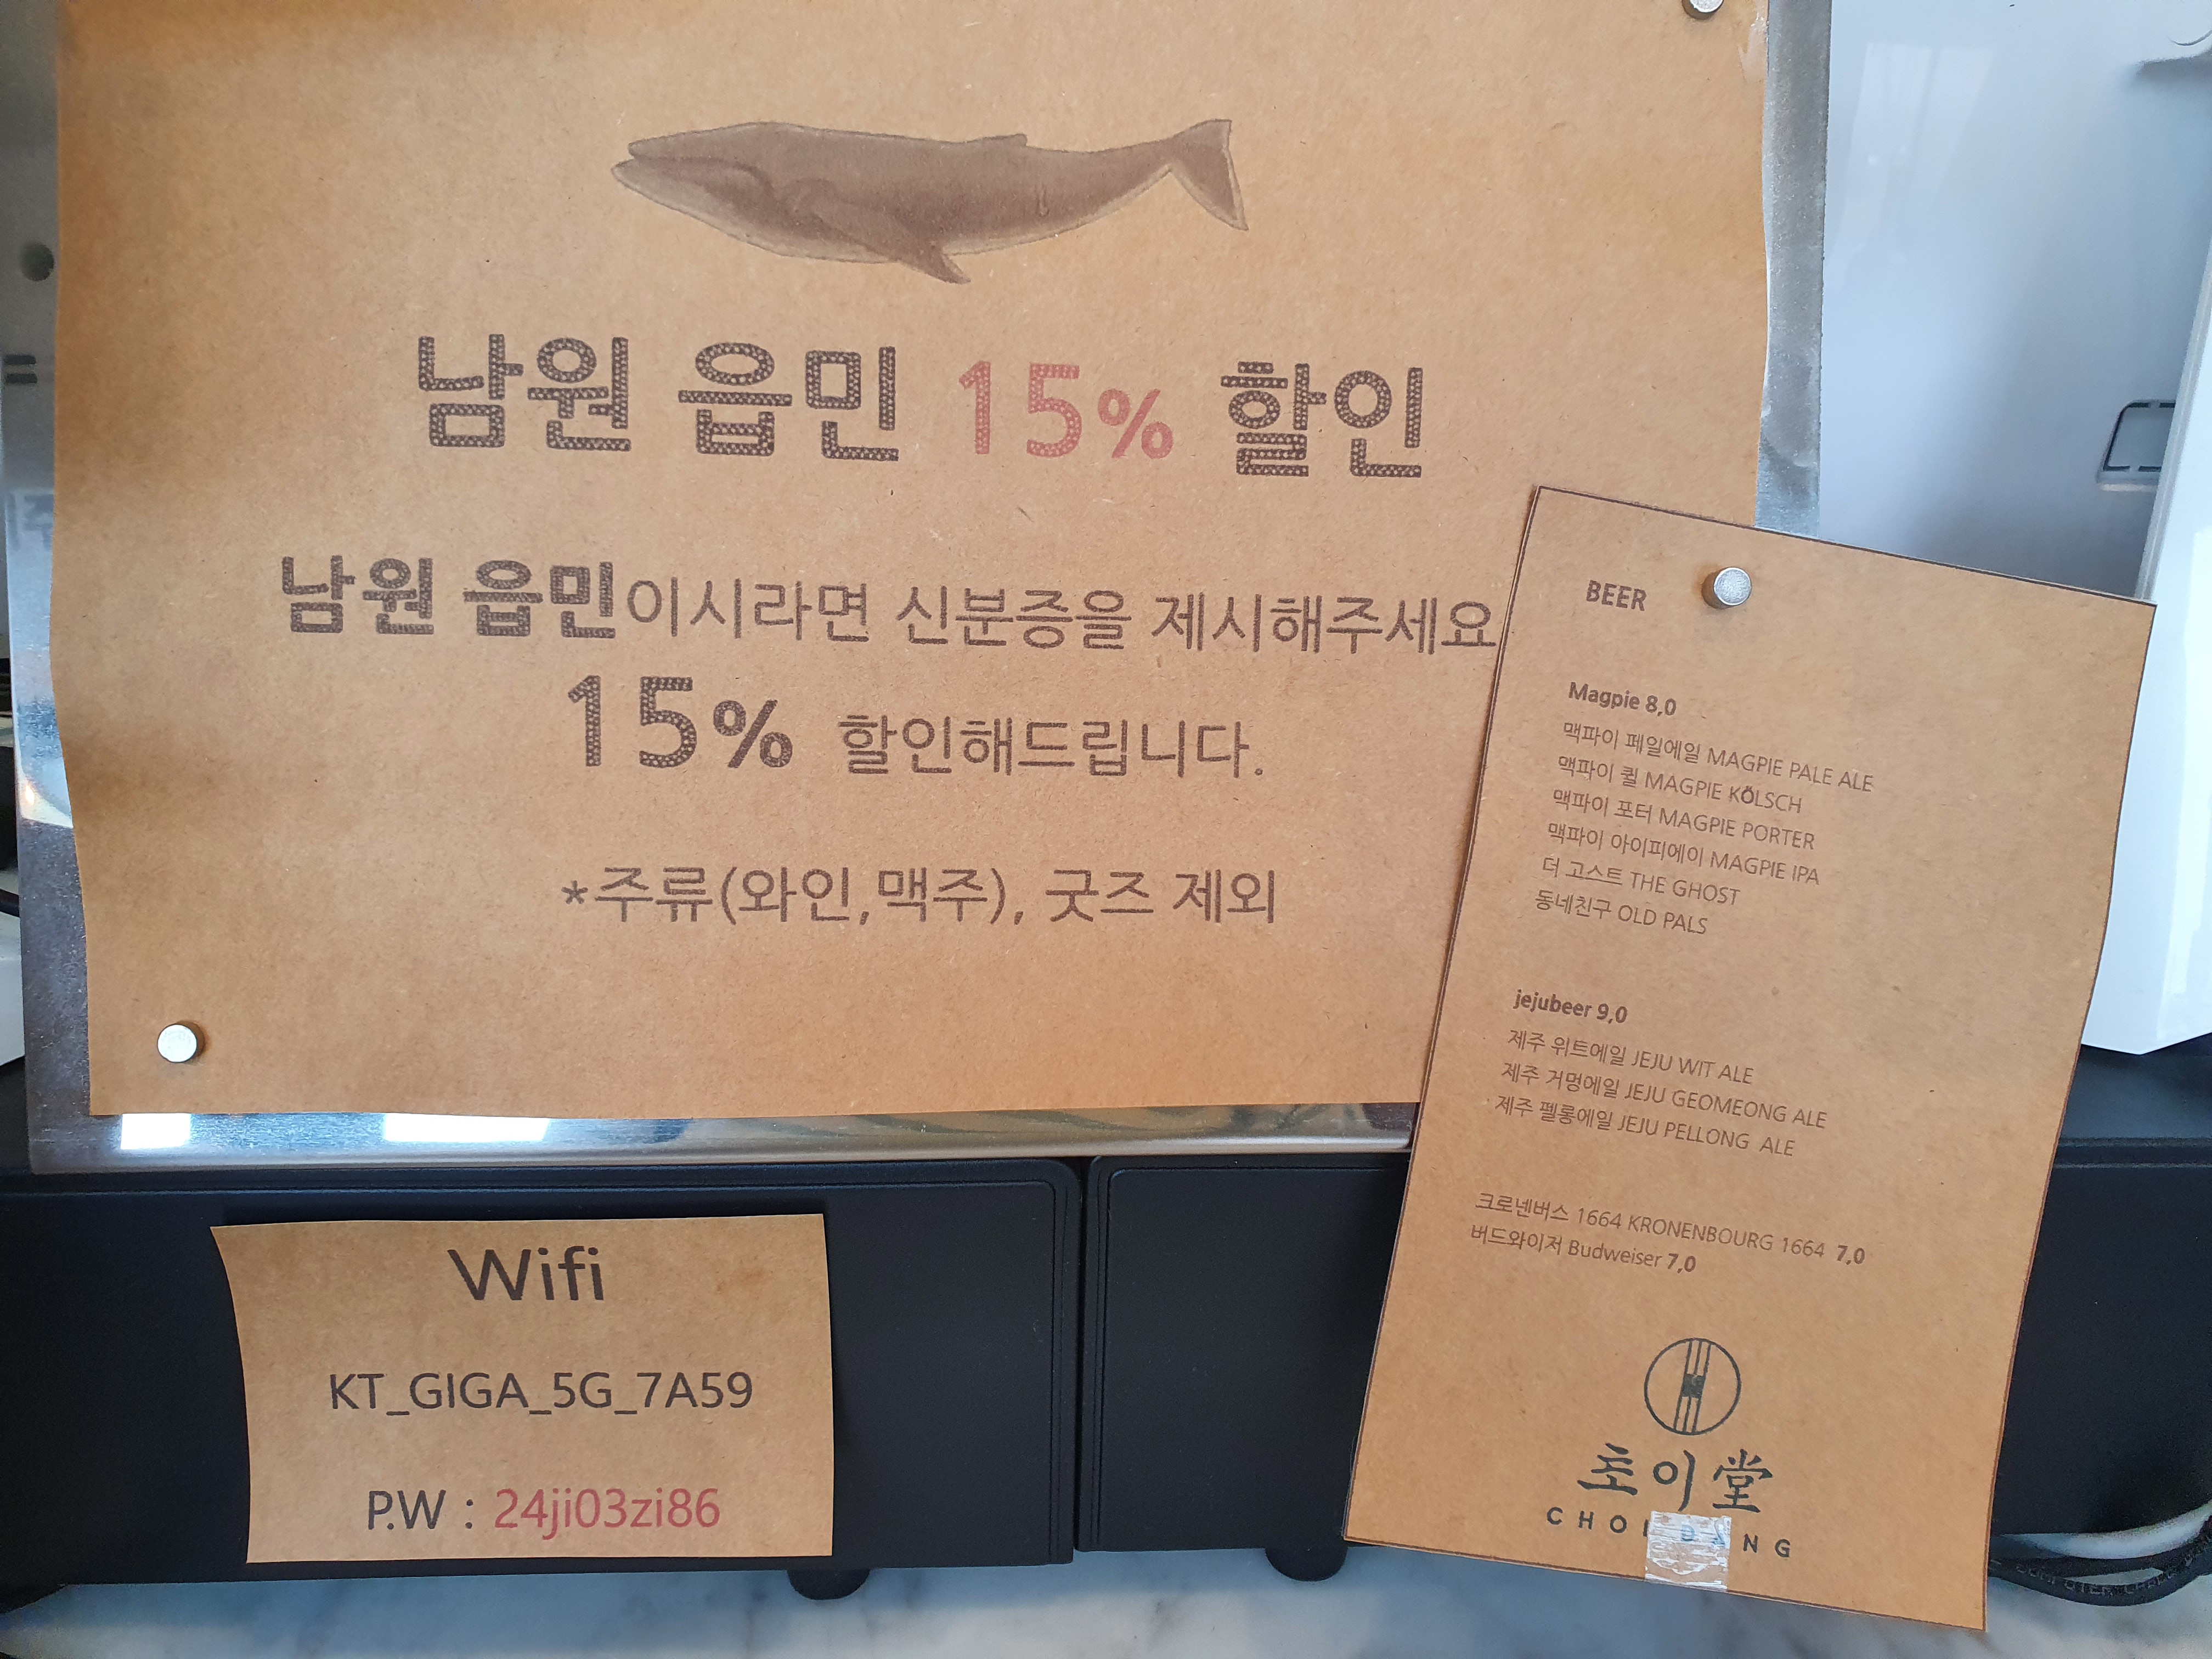 남원 읍민 15% 할인
남원 읍민이시라면 신분증을 제시해주세요
15% 할인해드립니다.
*주류(와인,맥주), 굿즈 제외
BEER
Magpie 8,0
맥파이 페일에일 MAGPIE PALE ALE
맥파이 퀼 MAGPIE KÖLSCH
맥파이 포터 MAGPIE PORTER
맥파이 아이피에이 MAGPIE IPA
더 고스트 THE GHOST
동네친구 OLD PALS
jejubeer 9,0
제주 위트에일 JEJU WIT ALE
제주 거멍에일 JEJU GEOMEONG ALE
제주 펠롱에일 JEJU PELLONG ALE
크로넨버스 1664 KRONENBOURG 1664 7,0
버드와이저 Budweiser 7,0
초이堂
Wifi
KT_GIGA_5G_7A59
P.W : 24ji03zi86